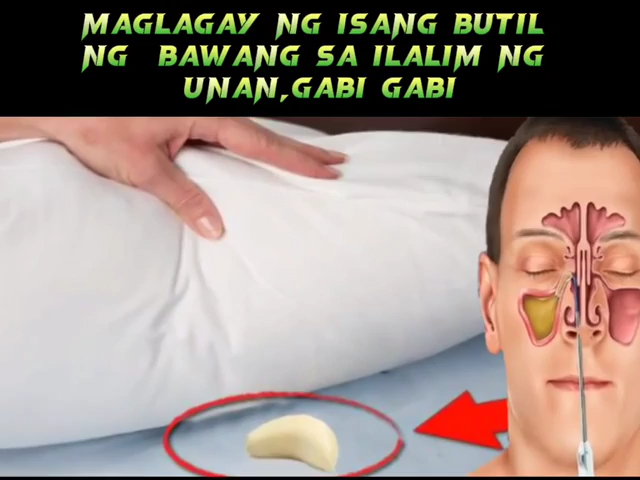 MAGLAGAY NG ISANG BUTIL
NG BAWANG SA ILALIM NG
UNAN,GABI GABI